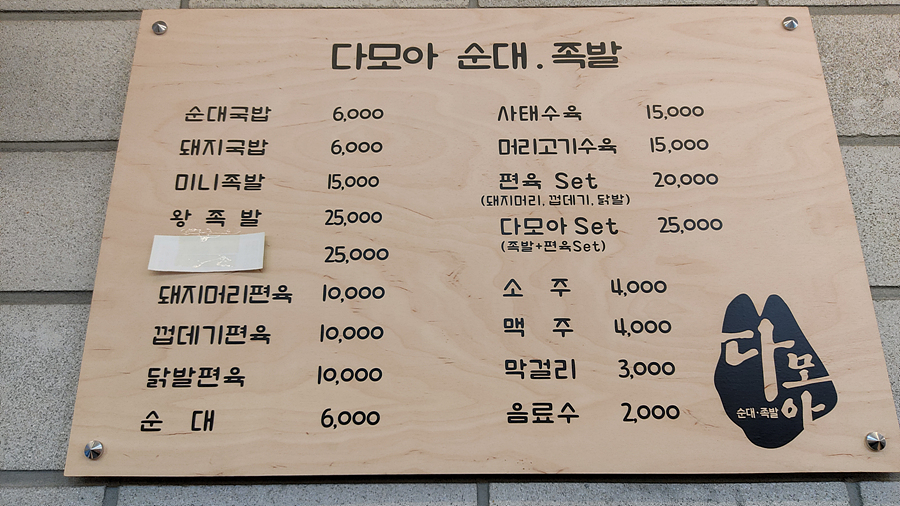 다모아 순대.족발
순대국밥 6,000
돼지국밥 6,000
미니족발 15,000
왕 족 발 25,000
25,000
돼지머리편육 10,000
껍데기편육 10,000
닭발편육 10,000
순 대 6,000
사태수육 15,000
머리고기수육 15,000
편육 Set 20,000
(돼지머리, 껍데기, 닭발)
다모아 Set 25,000
(족발+편육Set)
소 주 4,000
맥 주 4,000
막걸리 3,000
음료수 2,000
다모아
순대·족발